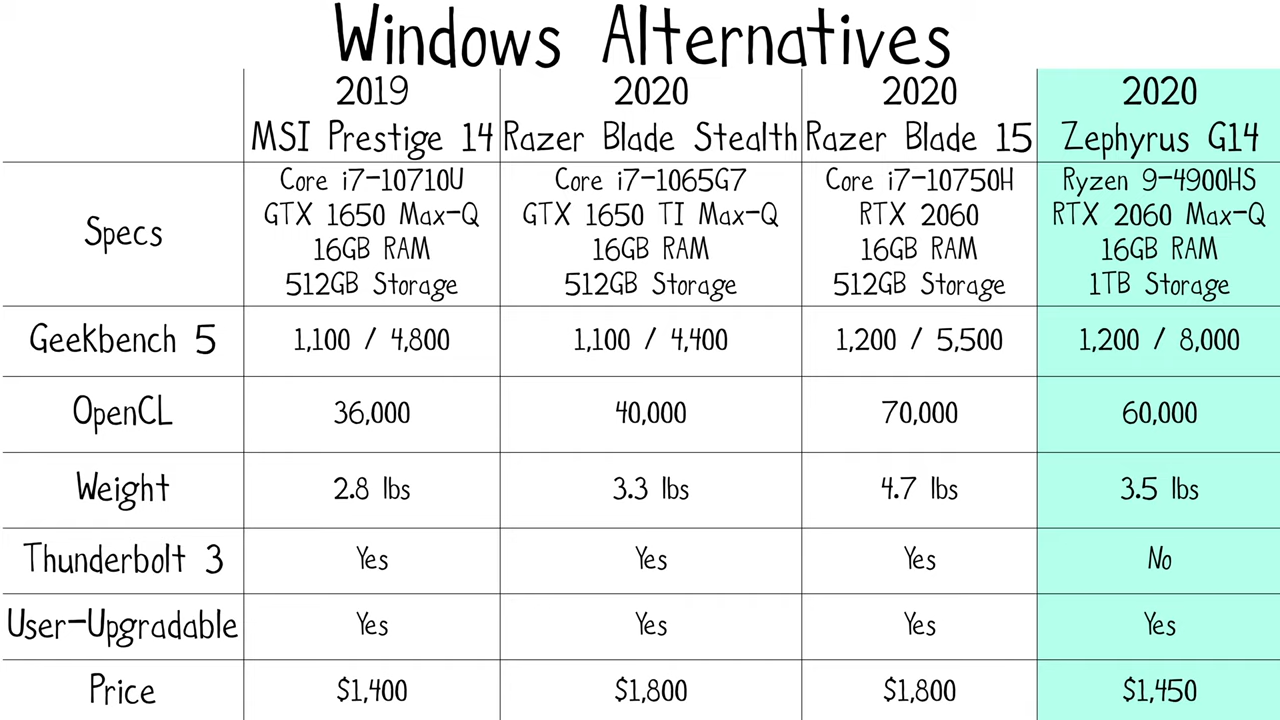 Windows Alternatives
2019 2020 2020 2020
MSI Prestige 14 Razer Blade Stealth Razer Blade 15 Zephyrus G14
Specs
Core i7-10710U Core i7-1065G7 Core i7-10750H Ryzen 9-4900HS
GTX 1650 Max-Q GTX 1650 TI Max-Q RTX 2060 RTX 2060 Max-Q
16GB RAM 16GB RAM 16GB RAM 16GB RAM
512GB Storage 512GB Storage 512GB Storage 1TB Storage
Geekbench 5 1,100 / 4,800 1,100 / 4,400 1,200 / 5,500 1,200 / 8,000
OpenCL 36,000 40,000 70,000 60,000
Weight 2.8 lbs 3.3 lbs 4.7 lbs 3.5 lbs
Thunderbolt 3 Yes Yes Yes No
User-Upgradable Yes Yes Yes Yes
Price $1,400 $1,800 $1,800 $1,450